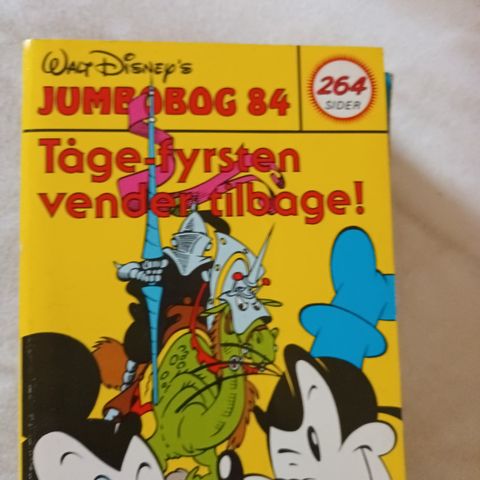 WALT DISNEY'S
JUMBOBOG 84
264
SIDER
Tåge-fyrsten
vender tilbage!